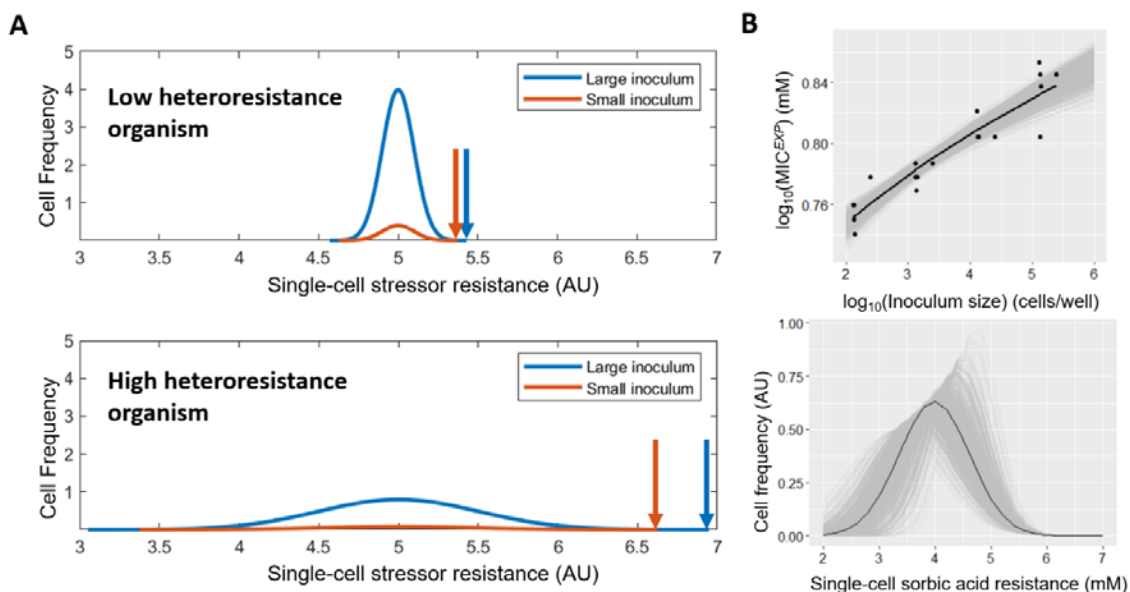 A
5
4
3
2
1
Cell Frequency
Low heteroresistance
organism
Large inoculum
Small inoculum
3 3.5 4 4.5 5 5.5 6 6.5 7
Single-cell stressor resistance (AU)
5
4
3
2
1
Cell Frequency
High heteroresistance
organism
Large inoculum
Small inoculum
3 3.5 4 4.5 5 5.5 6 6.5 7
Single-cell stressor resistance (AU)
B
log₁₀(MICᴱˣᴾ) (mM)
0.84
0.80
0.76
2 3 4 5 6
log₁₀(Inoculum size) (cells/well)
Cell frequency (AU)
1.00
0.75
0.50
0.25
0.00
2 3 4 5 6 7
Single-cell sorbic acid resistance (mM)